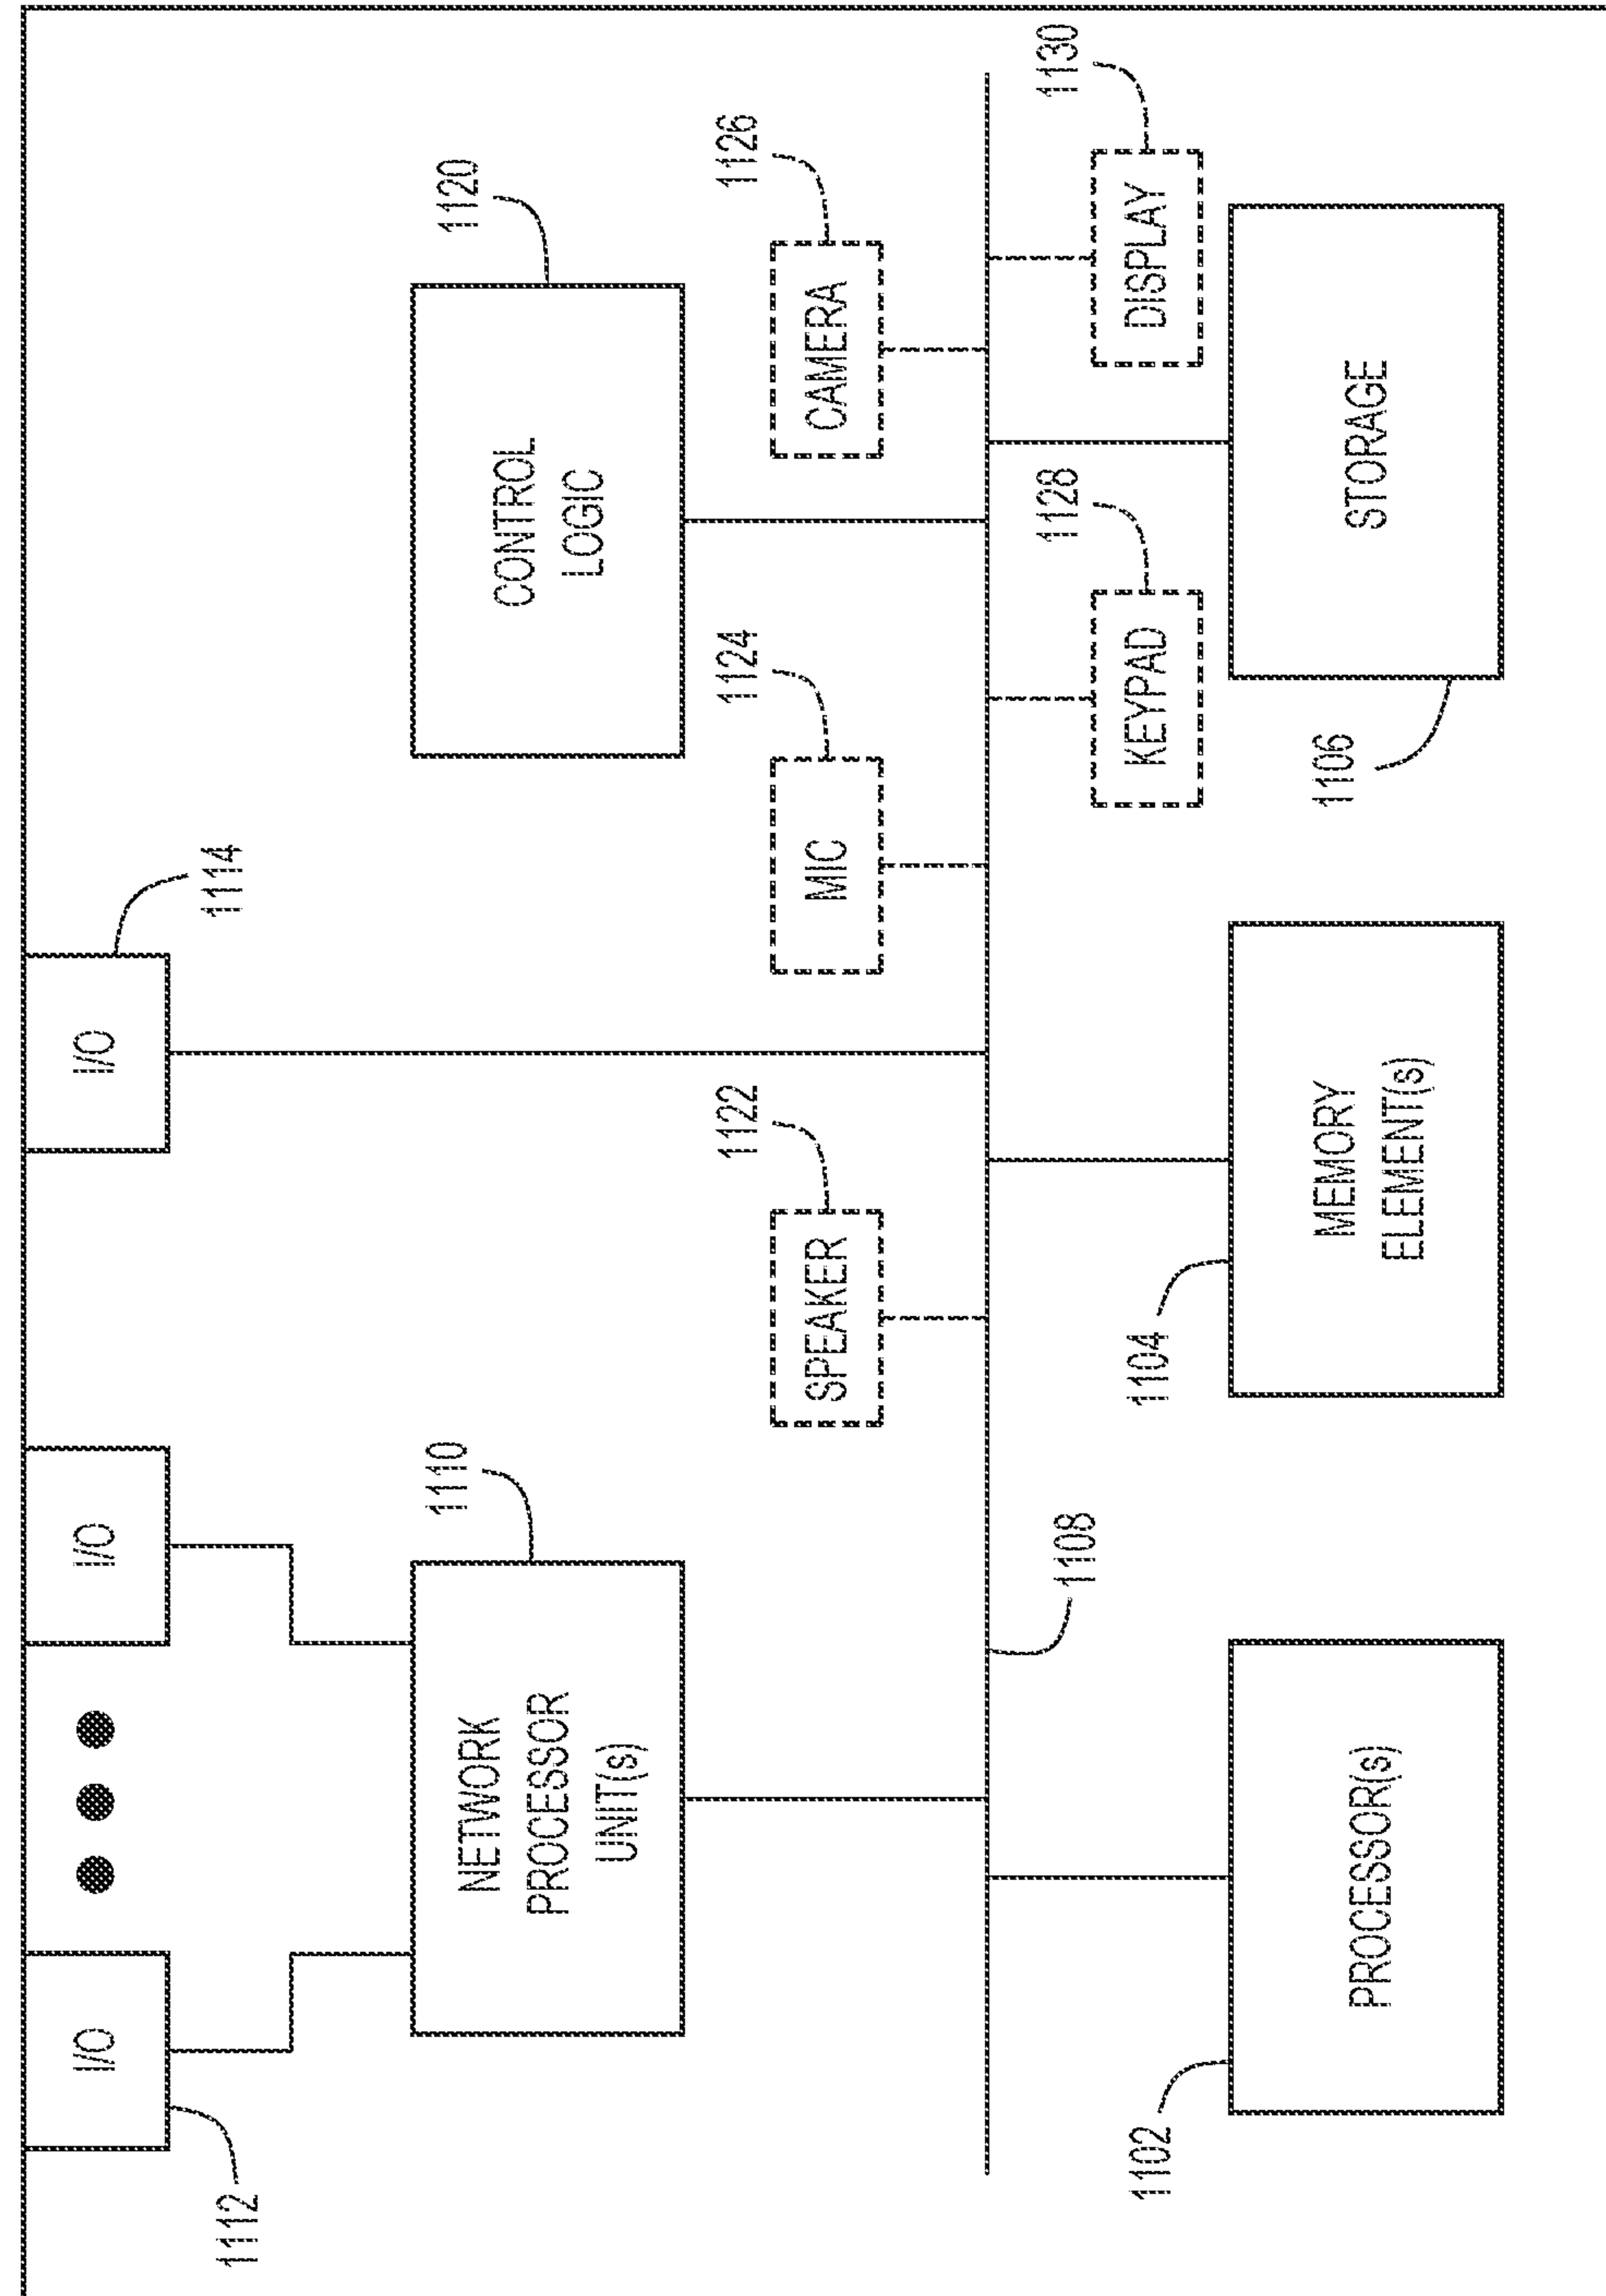 1112
I/O
I/O
I/O
1114
1110
NETWORK
PROCESSOR
UNIT(s)
1120
CONTROL
LOGIC
1122
SPEAKER
1124
MIC
1126
CAMERA
1108
1128
KEYPAD
1130
DISPLAY
1102
PROCESSOR(s)
1104
MEMORY
ELEMENT(s)
1106
STORAGE